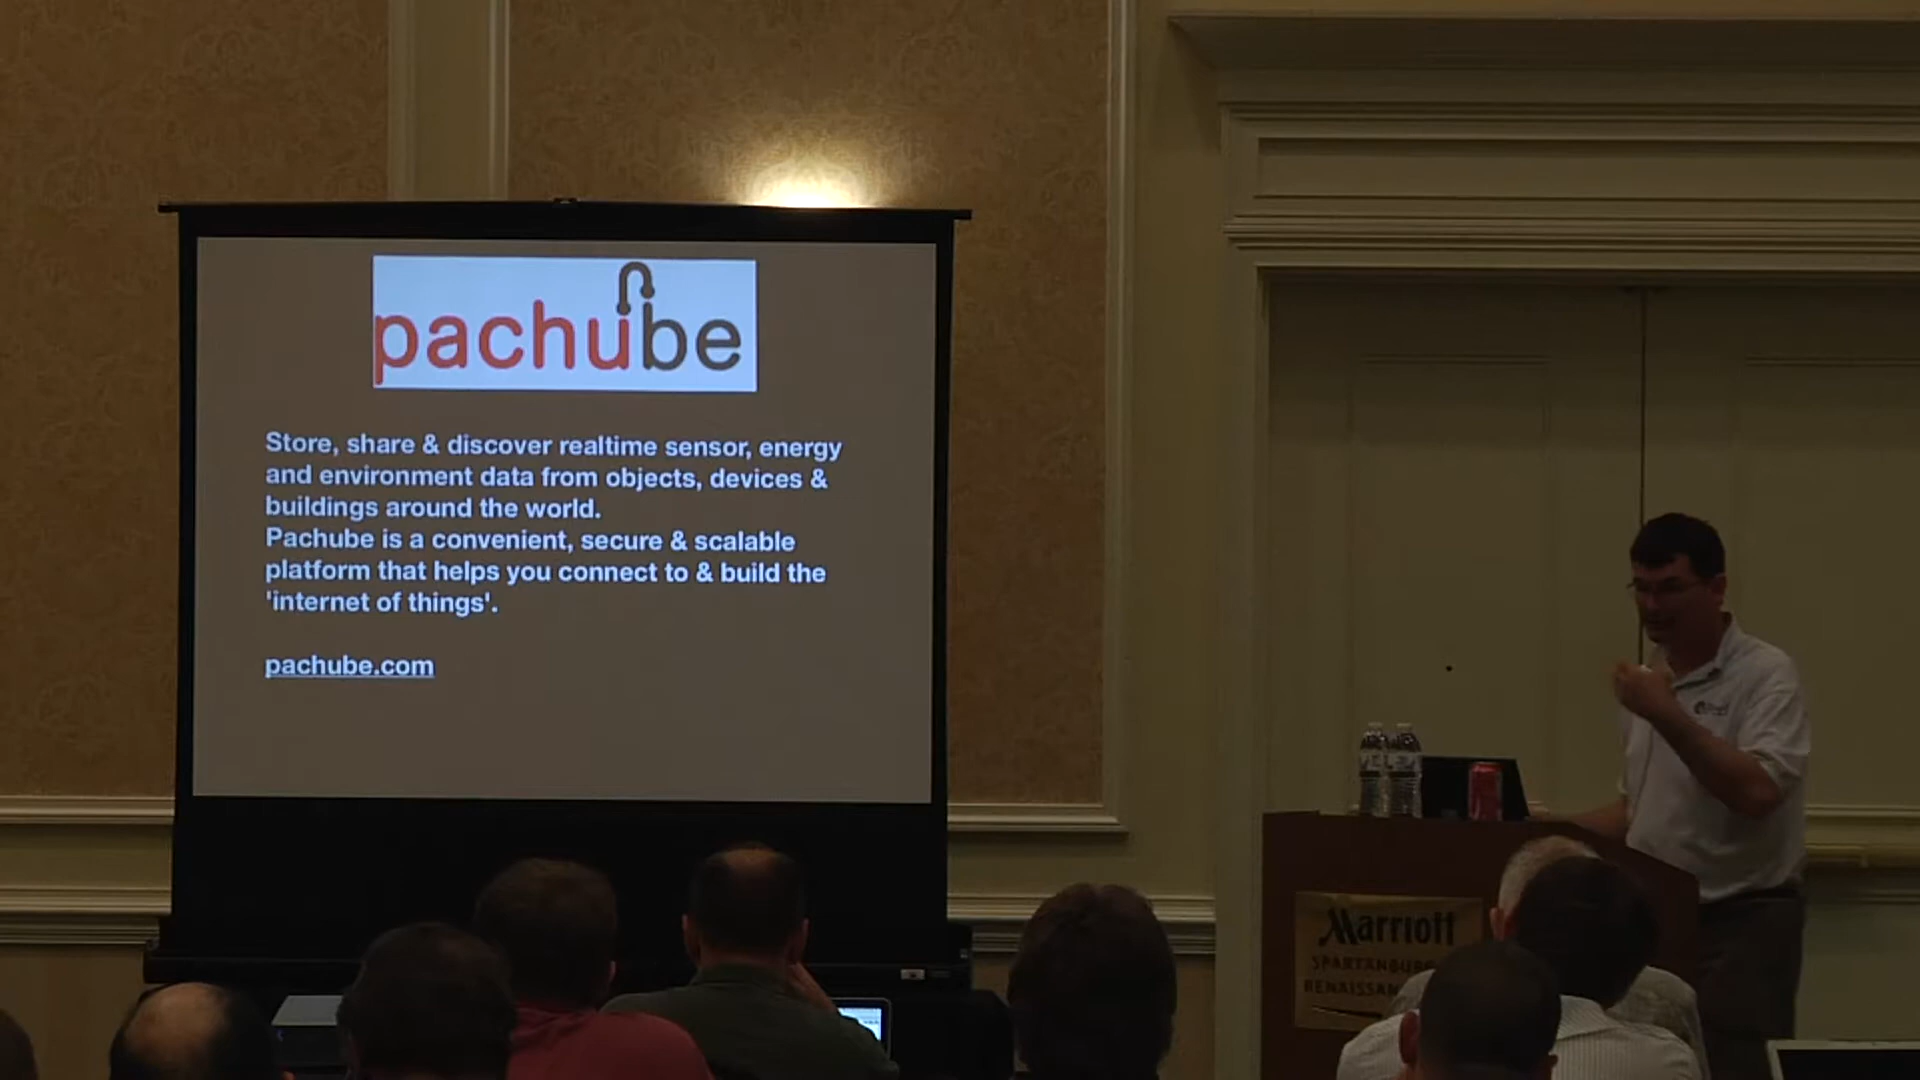 pachube
Store, share & discover realtime sensor, energy
and environment data from objects, devices &
buildings around the world.
Pachube is a convenient, secure & scalable
platform that helps you connect to & build the
'internet of things'.
pachube.com
Marriott
SPARTANBURG